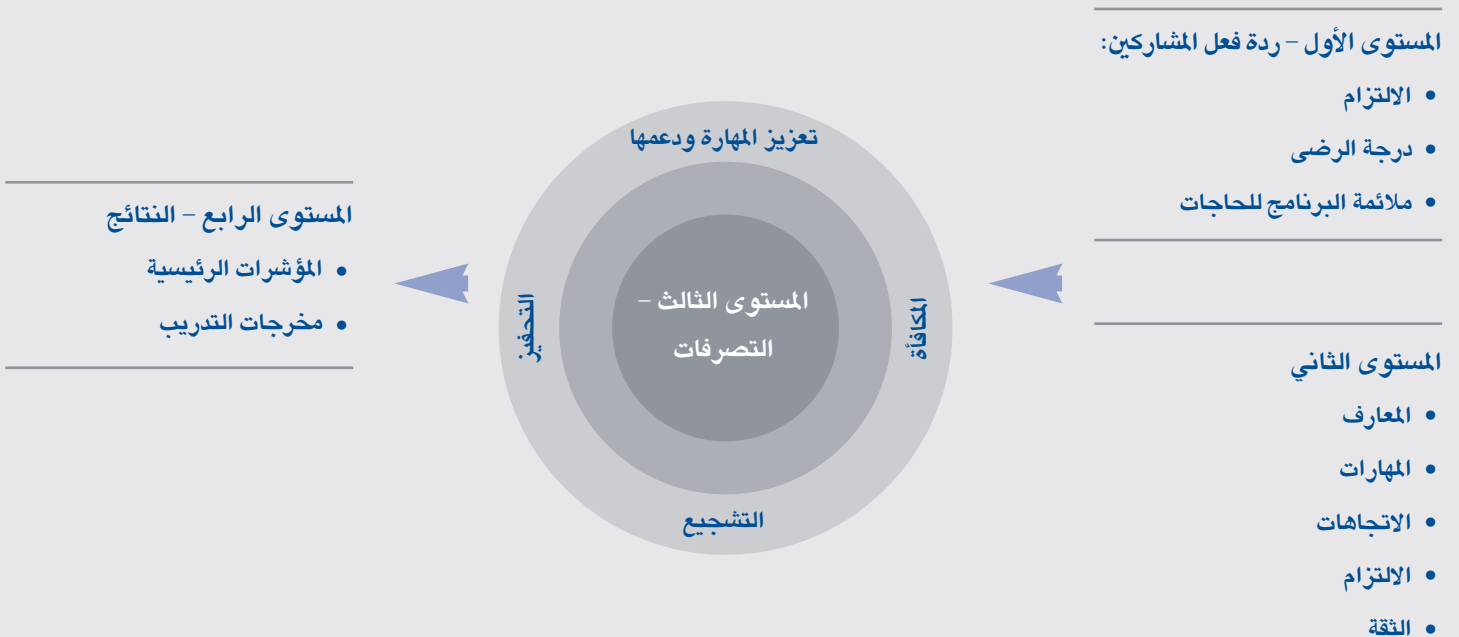 المستوى الأول – ردة فعل المشاركين:
• الالتزام
• درجة الرضى
• ملائمة البرنامج للحاجات
المستوى الثاني
• المعارف
• المهارات
• الاتجاهات
• الالتزام
• الثقة
تعزيز المهارة ودعمها
المكافأة
المستوى الثالث –
التصرفات
التحفيز
التشجيع
المستوى الرابع – النتائج
• المؤشرات الرئيسية
• مخرجات التدريب